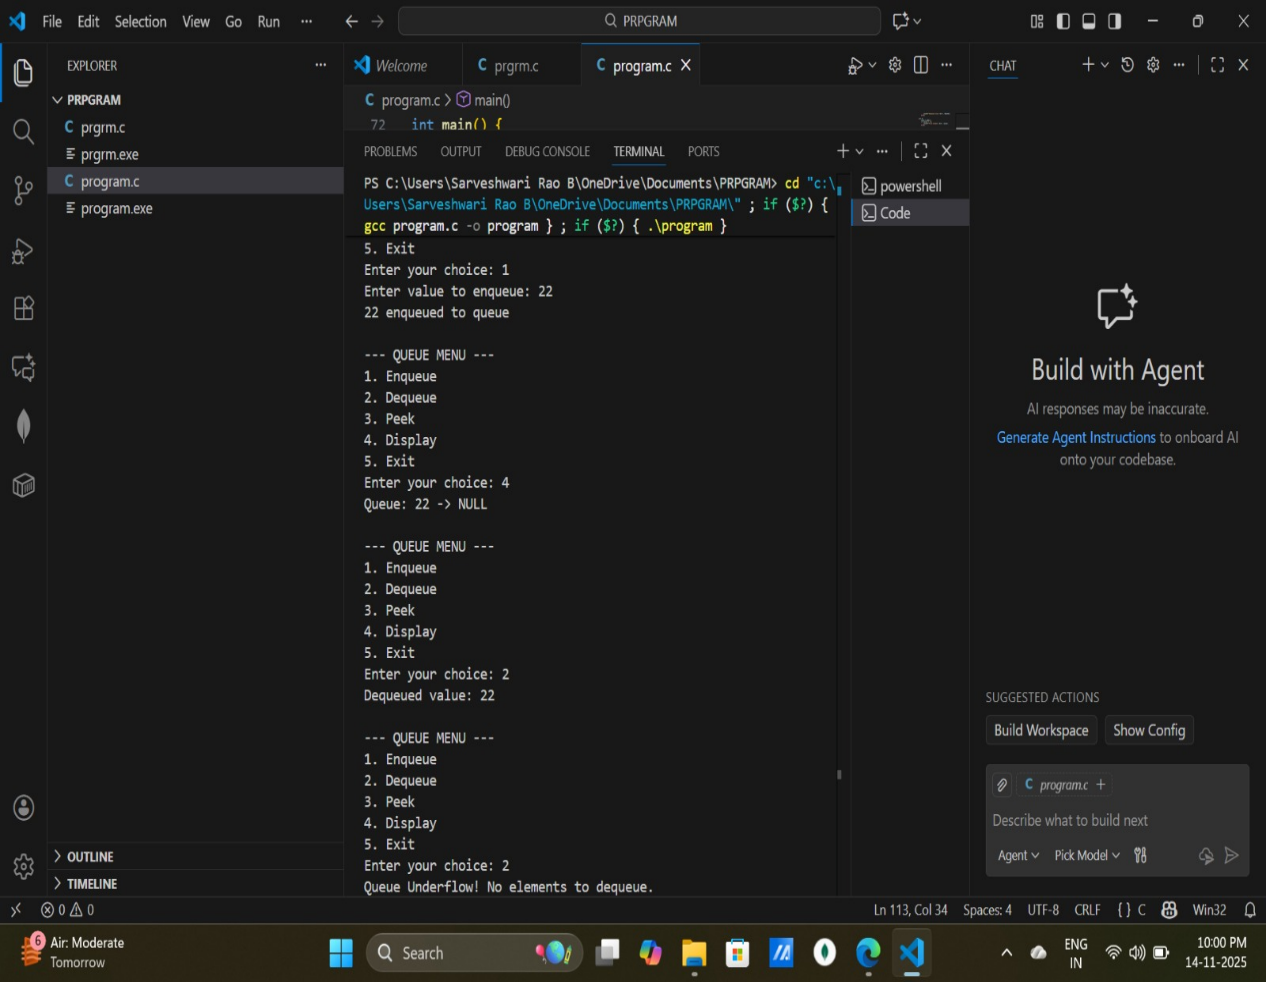 File Edit Selection View Go Run ···
PRPGRAM
EXPLORER ···
PRPGRAM
C prgrm.c
prgrm.exe
C program.c
program.exe
OUTLINE
TIMELINE
Welcome C prgrm.c C program.c X
C program.c > main()
72 int main() {
PROBLEMS OUTPUT DEBUG CONSOLE TERMINAL PORTS
powershell
Code
PS C:\Users\Sarveshwari Rao B\OneDrive\Documents\PRPGRAM> cd "c:\
Users\Sarveshwari Rao B\OneDrive\Documents\PRPGRAM\" ; if ($?) {
gcc program.c -o program } ; if ($?) { .\program }
5. Exit
Enter your choice: 1
Enter value to enqueue: 22
22 enqueued to queue
--- QUEUE MENU ---
1. Enqueue
2. Dequeue
3. Peek
4. Display
5. Exit
Enter your choice: 4
Queue: 22 -> NULL
--- QUEUE MENU ---
1. Enqueue
2. Dequeue
3. Peek
4. Display
5. Exit
Enter your choice: 2
Dequeued value: 22
--- QUEUE MENU ---
1. Enqueue
2. Dequeue
3. Peek
4. Display
5. Exit
Enter your choice: 2
Queue Underflow! No elements to dequeue.
CHAT
Build with Agent
AI responses may be inaccurate.
Generate Agent Instructions to onboard AI
onto your codebase.
SUGGESTED ACTIONS
Build Workspace Show Config
C program.c +
Describe what to build next
Agent Pick Model
0 0
Ln 113, Col 34 Spaces: 4 UTF-8 CRLF {} C Win32
6
Air: Moderate
Tomorrow
Search
ENG
IN
10:00 PM
14-11-2025